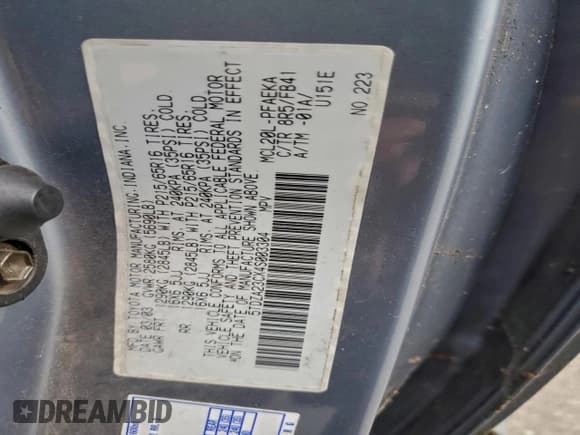 MFD. BY TOYOTA MOTOR MANUFACTURING, INDIANA, INC.
DATE 03/03 GVWR 2580KG (5690LB)
GAWR FRT 1290KG (2845LB) WITH P215/65R16 TIRES,
16X6.5JJ RIMS, AT 240KPA (35PSI) COLD.
RR 1290KG (2845LB) WITH P215/65R16 TIRES,
16X6.5JJ RIMS, AT 240KPA (35PSI) COLD.
THIS VEHICLE CONFORMS TO ALL APPLICABLE FEDERAL MOTOR
VEHICLE SAFETY AND THEFT PREVENTION STANDARDS IN EFFECT
ON THE DATE OF MANUFACTURE SHOWN ABOVE.
MPV
MCL20L-PFAEKA
C/TR 8R5/FB41
A/TM -01A/
U151E
NO.223
DREAMBID